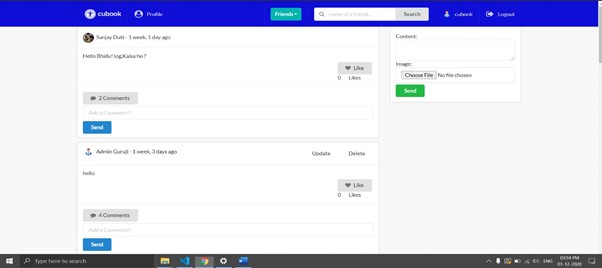 cubook
Profile
Friends
name of a friend..
Search
cubook
Logout
Sanjay Dutt - 1 week, 1 day ago
Hello Bhidu! log,Kaisa ho ?
Like
0 Likes
2 Comments
Add a Comment!!
Send
Content:
Image:
Choose File No file chosen
Send
Admin Guruji - 1 week, 3 days ago
Update
Delete
hello
Like
0 Likes
4 Comments
Add a Comment!!
Send
Type here to search
ENG
03:54 PM
01-12-2020